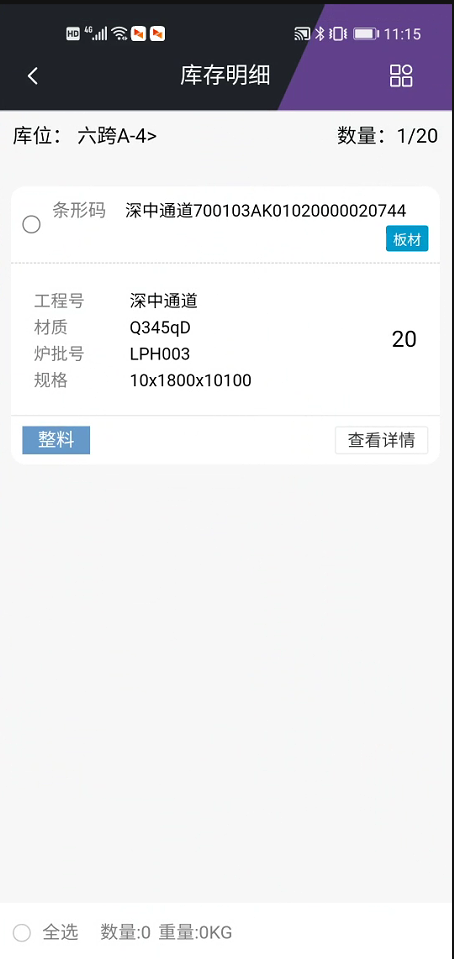 HD 4G 11:15
库存明细
库位： 六跨A-4> 数量：1/20
条形码 深中通道700103AK01020000020744
板材
工程号 深中通道
材质 Q345qD
炉批号 LPH003
规格 10x1800x10100
20
整料 查看详情
全选 数量:0 重量:0KG